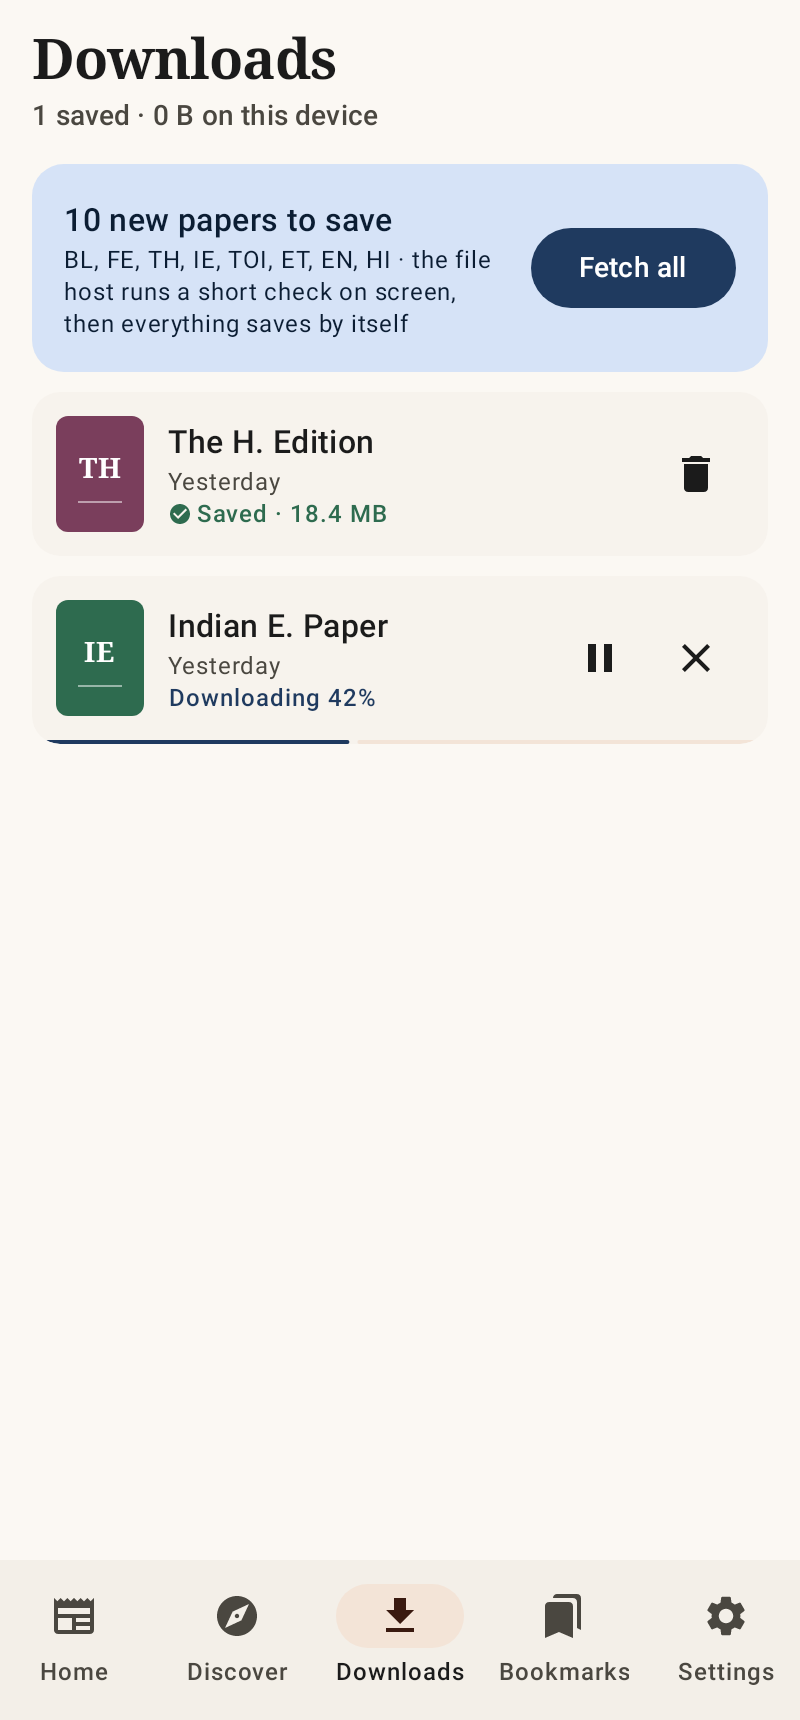 Downloads
1 saved · 0 B on this device
10 new papers to save
BL, FE, TH, IE, TOI, ET, EN, HI · the file
host runs a short check on screen,
then everything saves by itself
Fetch all
TH
The H. Edition
Yesterday
Saved · 18.4 MB
IE
Indian E. Paper
Yesterday
Downloading 42%
Home
Discover
Downloads
Bookmarks
Settings